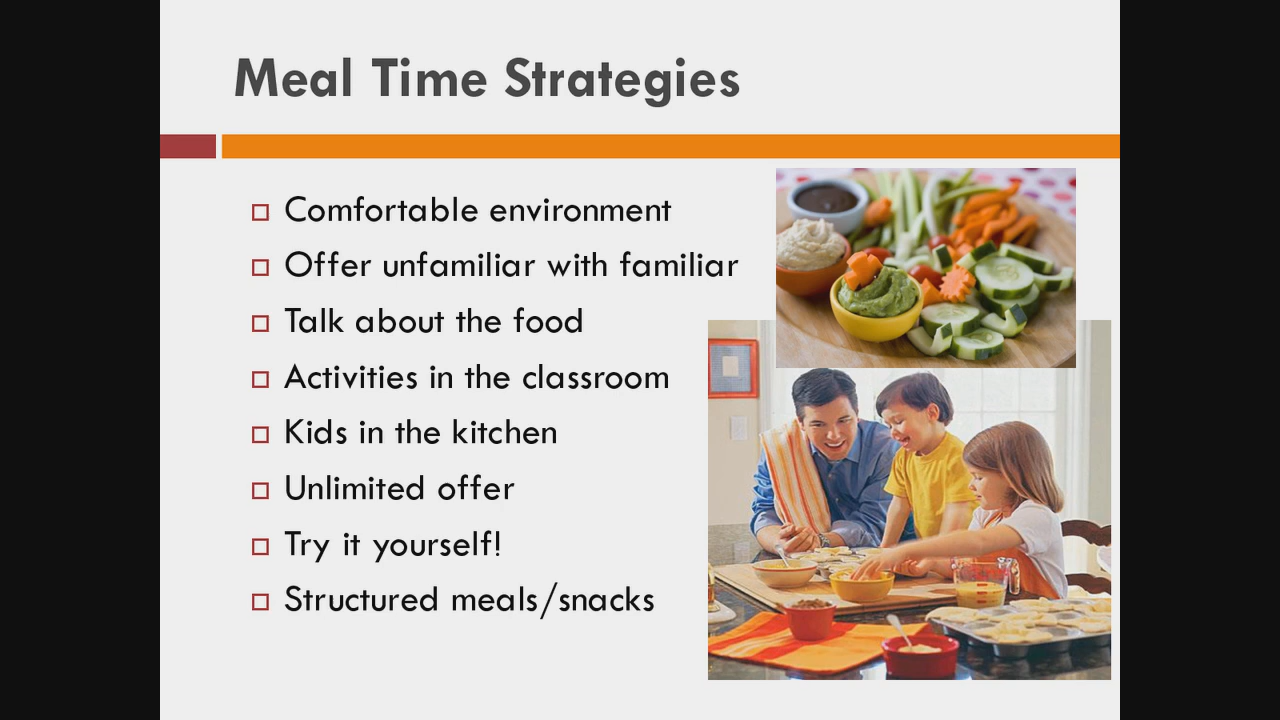 Meal Time Strategies
Comfortable environment
Offer unfamiliar with familiar
Talk about the food
Activities in the classroom
Kids in the kitchen
Unlimited offer
Try it yourself!
Structured meals/snacks